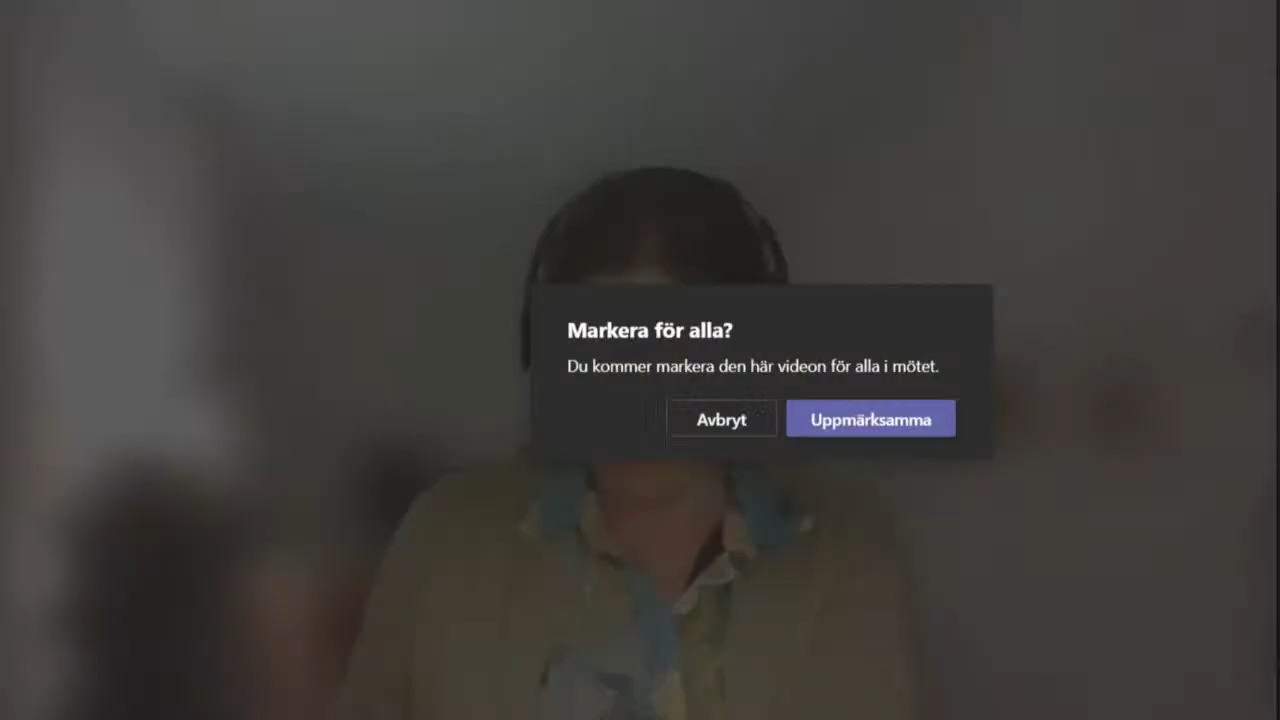 Markera för alla?
Du kommer markera den här videon för alla i mötet.
Avbryt
Uppmärksamma